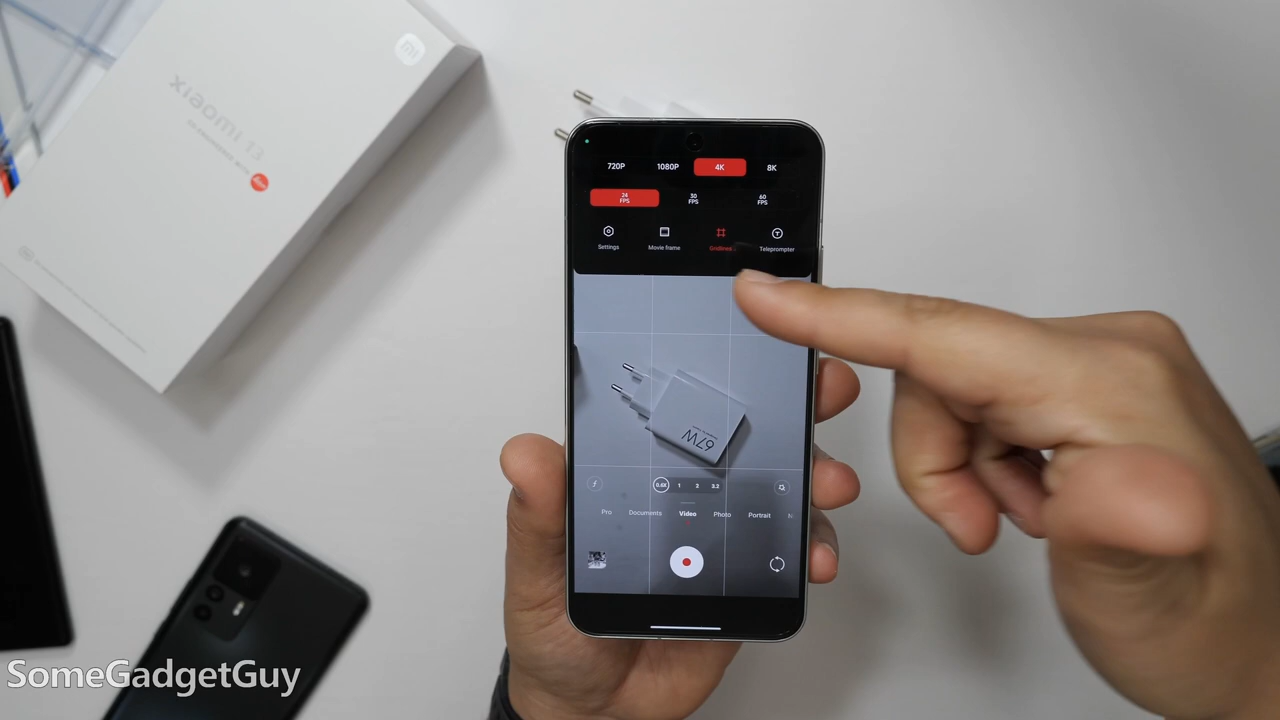 mi
xiaomi 13
720P 1080P 4K 8K
24 FPS 30 FPS 60 FPS
Settings Movie frame Gridlines Teleprompter
67W
0.6X 1 2 3.2
Pro Documents Video Photo Portrait N
SomeGadgetGuy